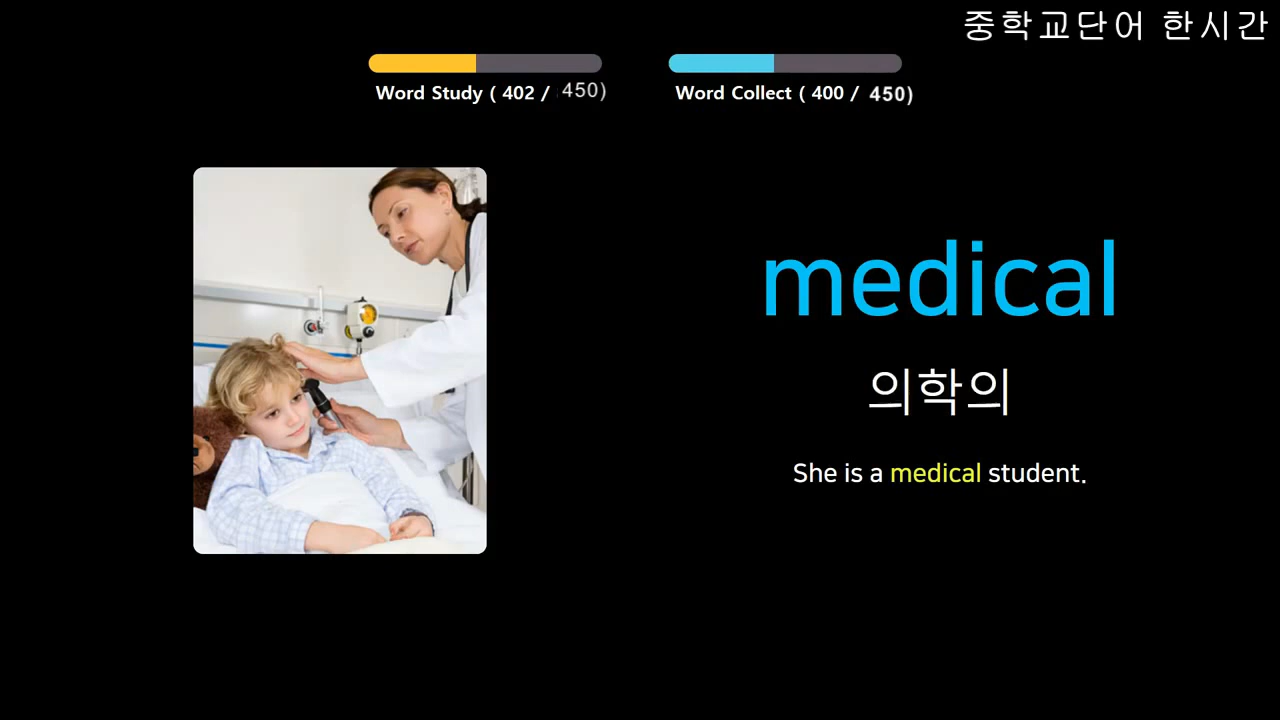 중학교단어 한시간
Word Study ( 402 / 450)
Word Collect ( 400 / 450)
medical
의학의
She is a medical student.